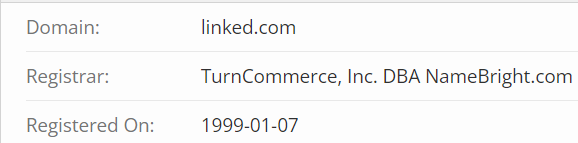 Domain: linked.com
Registrar: TurnCommerce, Inc. DBA NameBright.com
Registered On: 1999-01-07